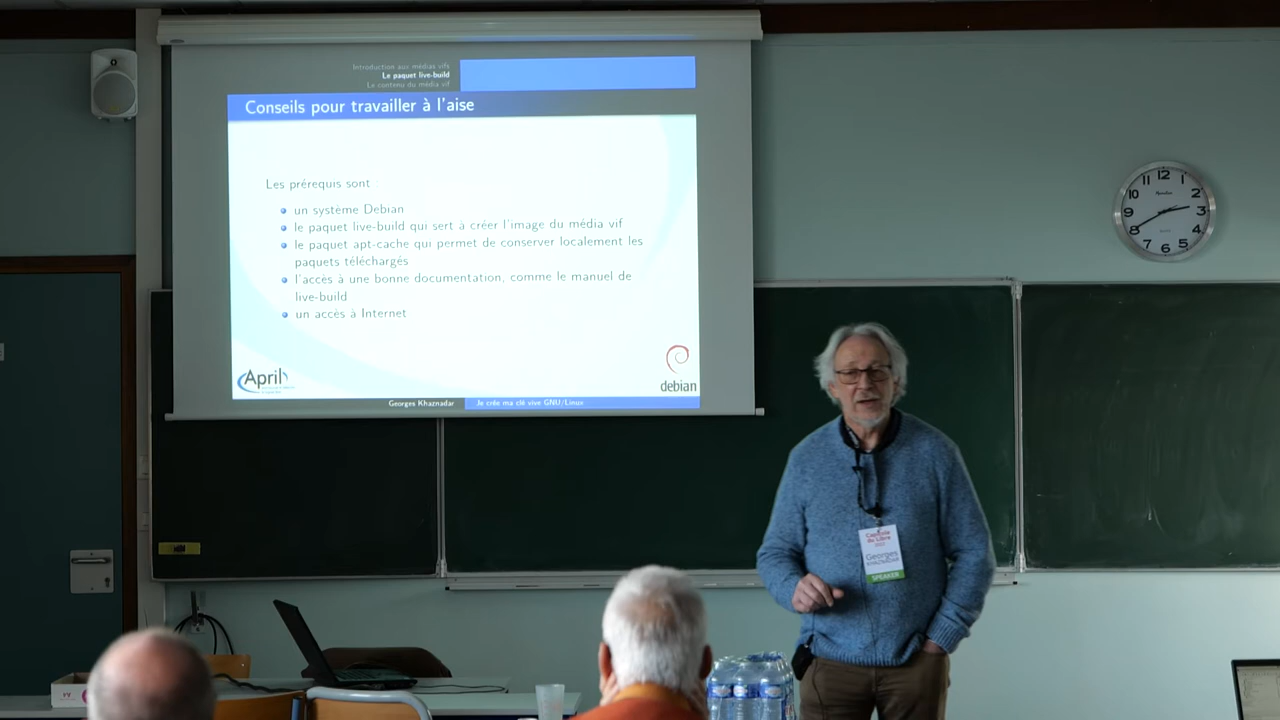 Introduction aux médias vifs
Le paquet live-build
Le contenu du média vif
Conseils pour travailler à l'aise
Les prérequis sont :
un système Debian
le paquet live-build qui sert à créer l'image du média vif
le paquet apt-cache qui permet de conserver localement les
paquets téléchargés
l'accès à une bonne documentation, comme le manuel de
live-build
un accès à Internet
April
debian
Georges Khaznadar
Je crée ma clé vive GNU/Linux
12
1
2
3
4
5
6
7
8
9
10
11
Capitole
du Libre
Georges
KHAZNADAR
SPEAKER